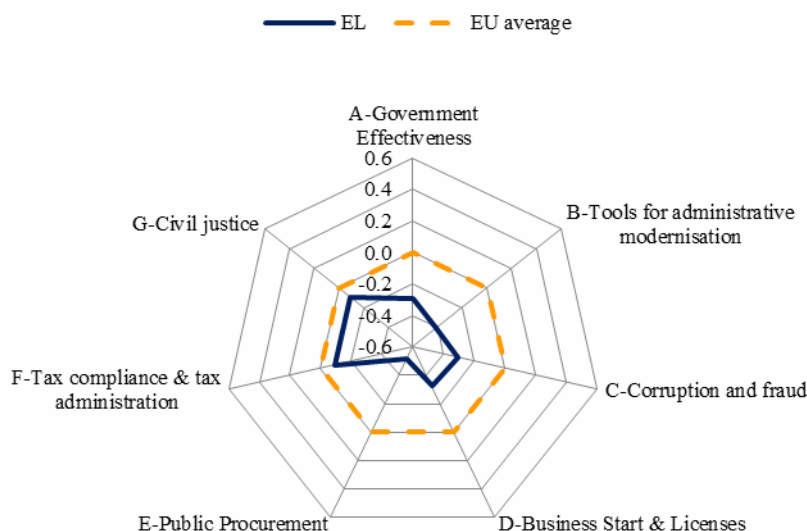 EL
EU average
A-Government
Effectiveness
0.6
0.4
0.2
0.0
-0.2
-0.4
-0.6
B-Tools for administrative
modernisation
C-Corruption and fraud
D-Business Start & Licenses
E-Public Procurement
F-Tax compliance & tax
administration
G-Civil justice